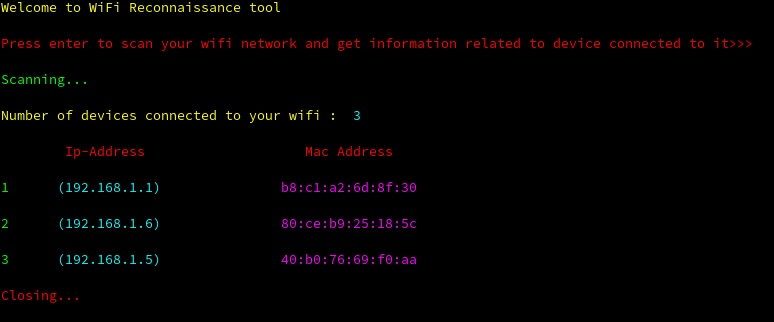 Welcome to WiFi Reconnaissance tool
Press enter to scan your wifi network and get information related to device connected to it>>>
Scanning...
Number of devices connected to your wifi :  3
Ip-Address Mac Address
1 (192.168.1.1) b8:c1:a2:6d:8f:30
2 (192.168.1.6) 80:ce:b9:25:18:5c
3 (192.168.1.5) 40:b0:76:69:f0:aa
Closing...